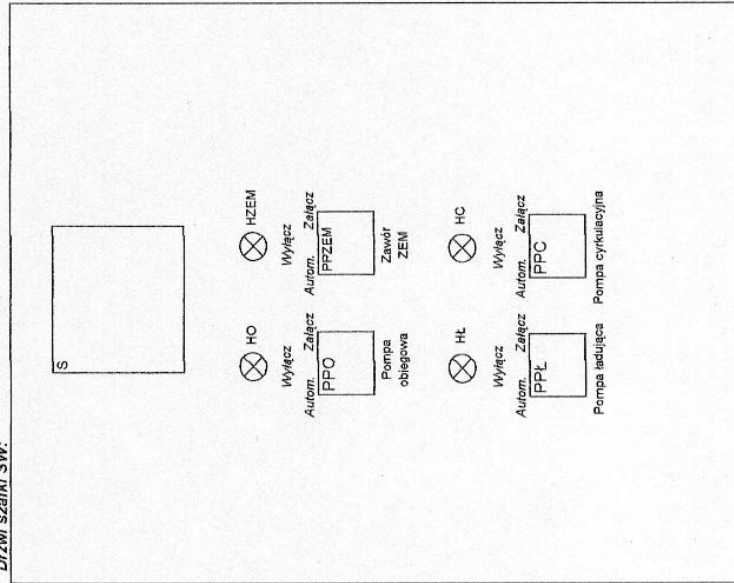 Drzwi szafki SW:
S
HO
HZEM
Wyłącz
Wyłącz
Autom. Załącz
Autom. Załącz
PPO
PPZEM
Pompa
obiegowa
Zawór
ZEM
HŁ
HC
Wyłącz
Wyłącz
Autom. Załącz
Autom. Załącz
PPŁ
PPC
Pompa ładująca
Pompa cyrkulacyjna